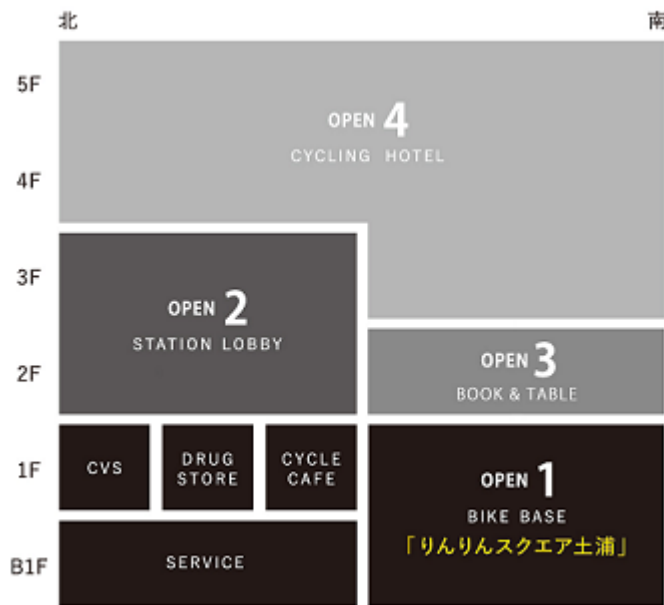 北 南
5F
OPEN 4
CYCLING HOTEL
4F
3F
OPEN 2
STATION LOBBY
2F
OPEN 3
BOOK & TABLE
1F
CVS
DRUG
STORE
CYCLE
CAFE
OPEN 1
BIKE BASE
「りんりんスクエア土浦」
B1F
SERVICE